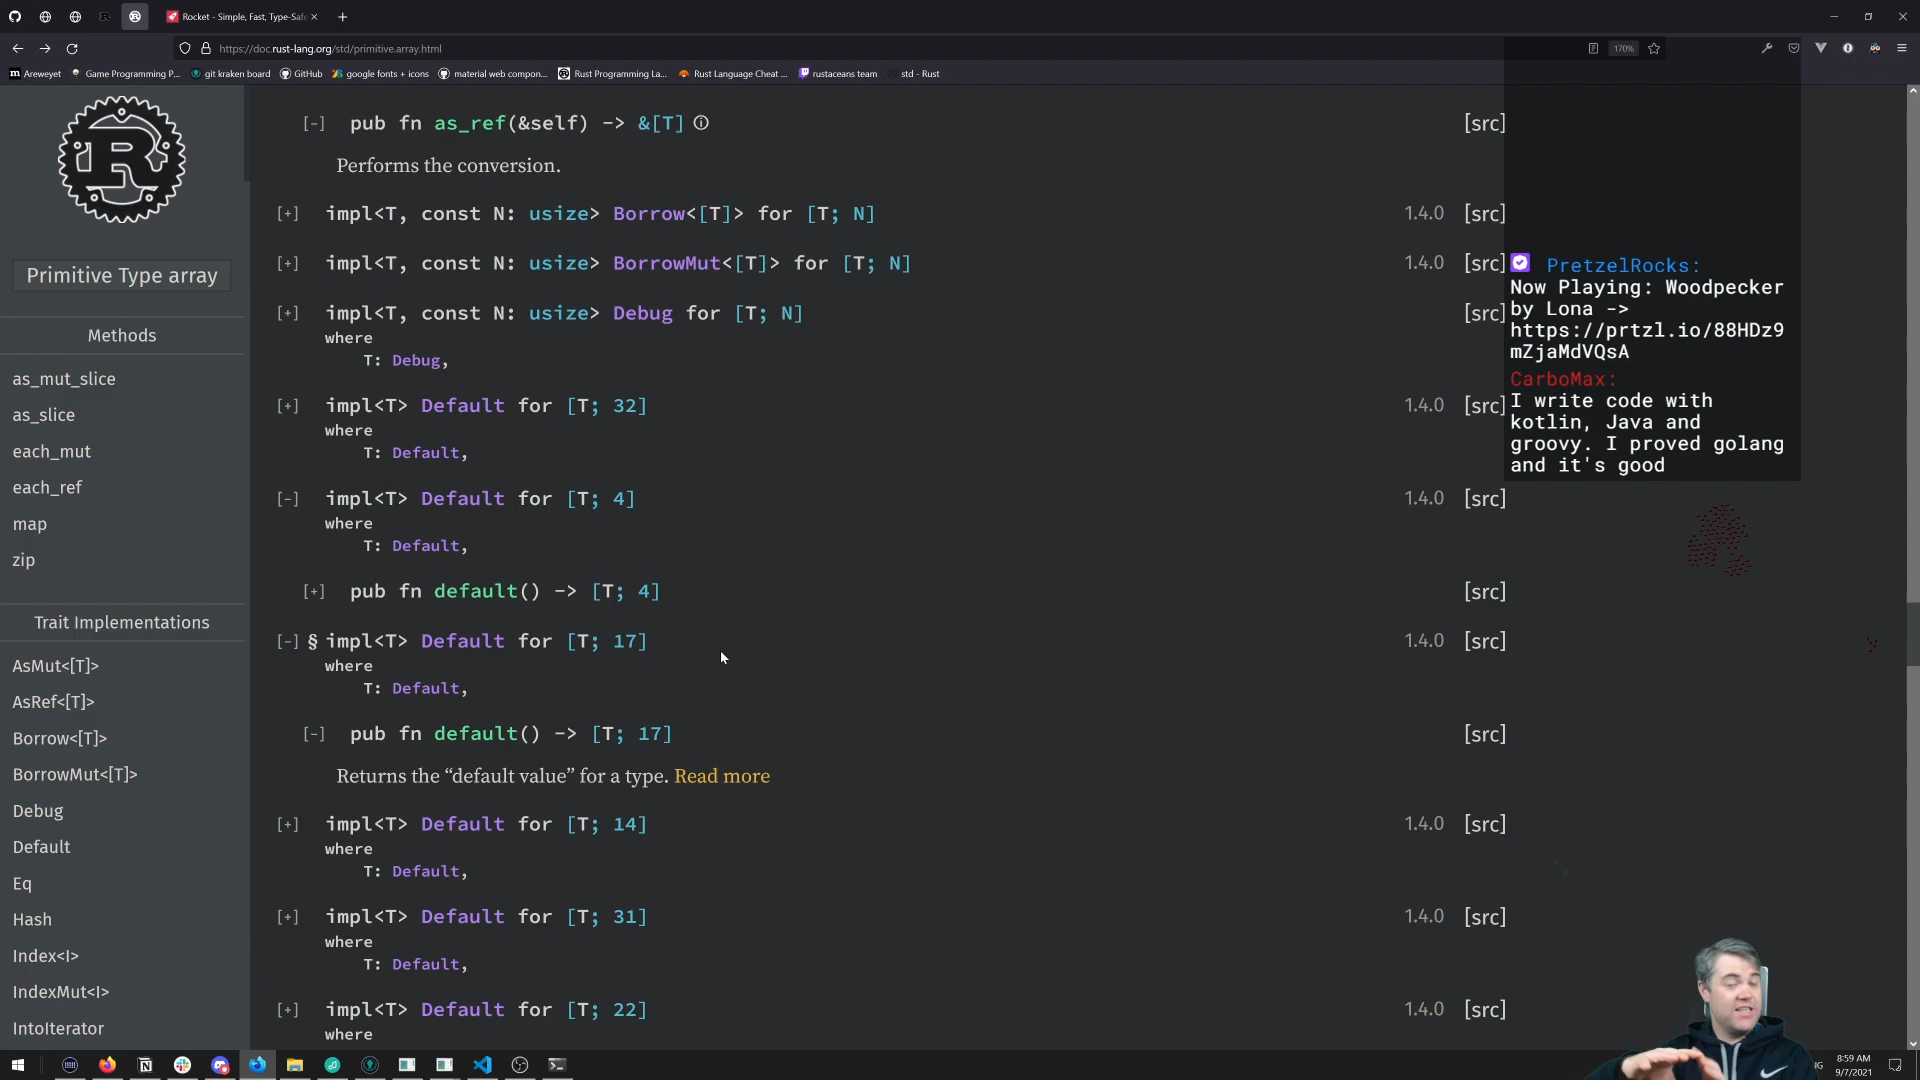 Rocket - Simple, Fast, Type-Safe
https://doc.rust-lang.org/std/primitive.array.html
170%
Areweyet
Game Programming P...
git kraken board
GitHub
google fonts + icons
material web compon...
Rust Programming La...
Rust Language Cheat ...
rustaceans team
std - Rust
Primitive Type array
Methods
as_mut_slice
as_slice
each_mut
each_ref
map
zip
Trait Implementations
AsMut<[T]>
AsRef<[T]>
Borrow<[T]>
BorrowMut<[T]>
Debug
Default
Eq
Hash
Index<I>
IndexMut<I>
IntoIterator
[-] pub fn as_ref(&self) -> &[T] ⓘ [src]
Performs the conversion.
[+] impl<T, const N: usize> Borrow<[T]> for [T; N] 1.4.0 [src]
[+] impl<T, const N: usize> BorrowMut<[T]> for [T; N] 1.4.0 [src]
[+] impl<T, const N: usize> Debug for [T; N] [src]
where
T: Debug,
[+] impl<T> Default for [T; 32] 1.4.0 [src]
where
T: Default,
[-] impl<T> Default for [T; 4] 1.4.0 [src]
where
T: Default,
[+] pub fn default() -> [T; 4] [src]
[-] § impl<T> Default for [T; 17] 1.4.0 [src]
where
T: Default,
[-] pub fn default() -> [T; 17] [src]
Returns the “default value” for a type. Read more
[+] impl<T> Default for [T; 14] 1.4.0 [src]
where
T: Default,
[+] impl<T> Default for [T; 31] 1.4.0 [src]
where
T: Default,
[+] impl<T> Default for [T; 22] 1.4.0 [src]
where
PretzelRocks:
Now Playing: Woodpecker
by Lona ->
https://prtzl.io/88HDz9
mZjaMdVQsA
CarboMax:
I write code with
kotlin, Java and
groovy. I proved golang
and it's good
8:59 AM
9/7/2021